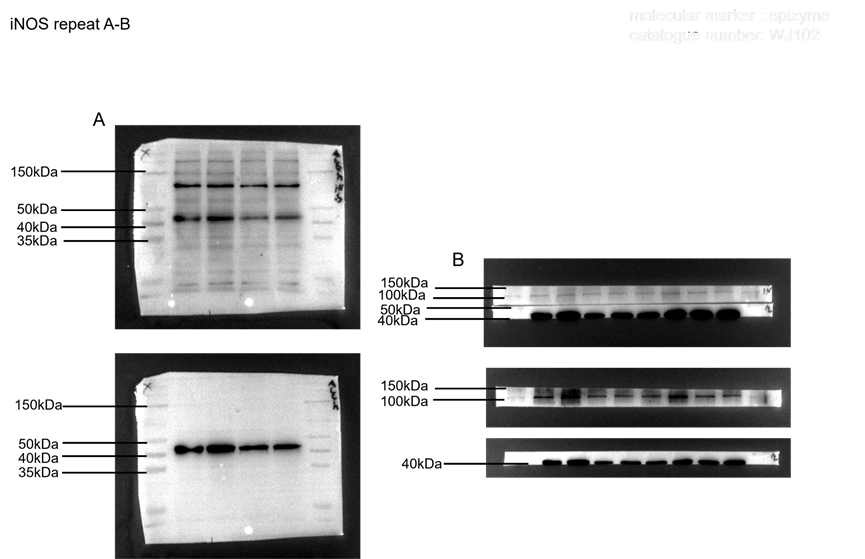 iNOS repeat A-B
molecular marker : epizyme
catalogue number: WJ102
A
150kDa
50kDa
40kDa
35kDa
150kDa
50kDa
40kDa
35kDa
B
150kDa
100kDa
50kDa
40kDa
150kDa
100kDa
40kDa